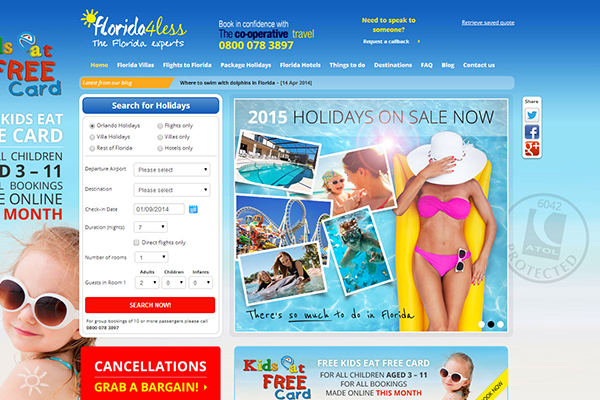 florida4less
The Florida experts
Book in confidence with
The co-operative travel
0800 078 3897
Need to speak to someone?
Request a callback
Retrieve saved quote
Home
Florida Villas
Flights to Florida
Package Holidays
Florida Hotels
Things to do
Destinations
FAQ
Blog
Contact us
Latest from our blog
Where to swim with dolphins in Florida - [14 Apr 2014]
Kids eat
FREE
Card
KIDS EAT
FREE CARD
ALL CHILDREN
AGED 3 – 11
ALL BOOKINGS
MADE ONLINE
MONTH
Search for Holidays
Orlando Holidays
Flights only
Villa Holidays
Villas only
Rest of Florida
Hotels only
Departure Airport
Please select
Destination
Please select
Check-in Date
01/09/2014
Duration (nights)
7
Direct flights only
Number of rooms
1
Adults
Children
Infants
Guests in Room 1
2
0
0
SEARCH NOW!
For group bookings of 10 or more passengers please call
0800 078 3897
2015 HOLIDAYS ON SALE NOW
There's so much to do in Florida
Share
6042
ATOL
PROTECTED
CANCELLATIONS
GRAB A BARGAIN!
Kids eat
FREE
Card
FREE KIDS EAT FREE CARD
FOR ALL CHILDREN AGED 3 – 11
FOR ALL BOOKINGS
MADE ONLINE THIS MONTH
BOOK NOW